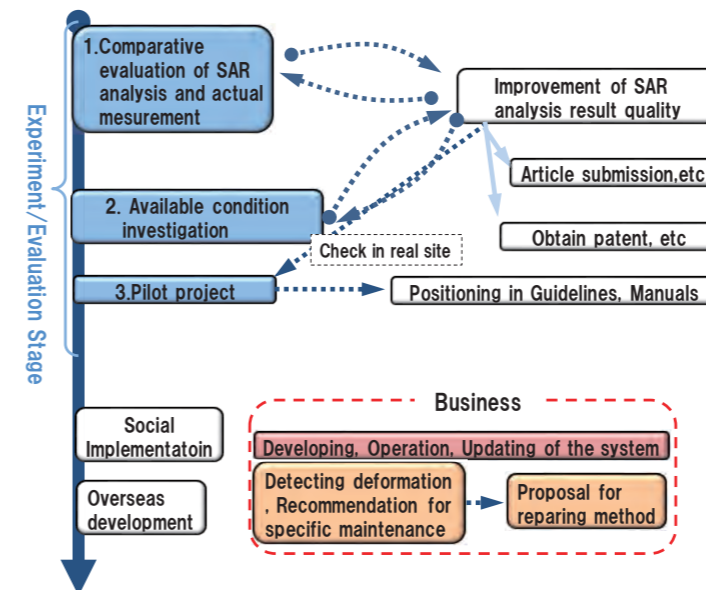 Experiment/Evaluation Stage
1.Comparative
evaluation of SAR
analysis and actual
mesurement
Improvement of SAR
analysis result quality
Article submission,etc
2. Available condition
investigation
Obtain patent, etc
Check in real site
3.Pilot project
Positioning in Guidelines, Manuals
Social
Implementatoin
Overseas
development
Business
Developing, Operation, Updating of the system
Detecting deformation
, Recommendation for
specific maintenance
Proposal for
reparing method